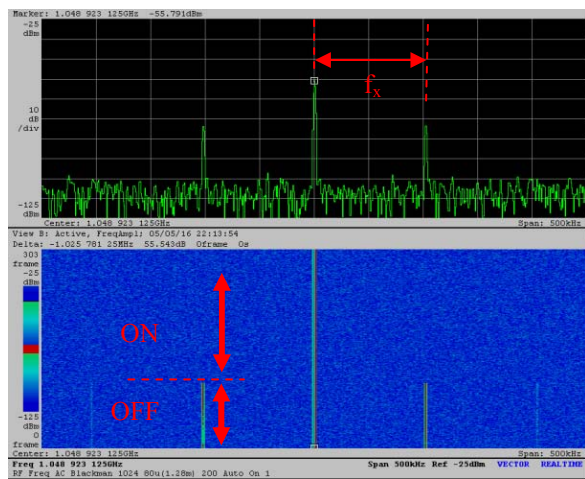 Marker: 1.048 923 125GHz -55.791dBm
-25
dBm
fx
10
dB
/div
-125
dBm
Center: 1.048 923 125GHz Span: 500kHz
View B: Active, FreqAmpl; 05/05/16 22:13:54
Delta: -1.025 781 25MHz 55.543dB 0frame 0s
303
frame
-25
dBm
ON
OFF
-125
dBm
0
frame
Center: 1.048 923 125GHz Span: 500kHz
Freq 1.048 923 125GHz Span 500kHz Ref -25dBm VECTOR REALTIME
RF Freq AC Blackman 1024 80u(1.28m) 200 Auto On 1